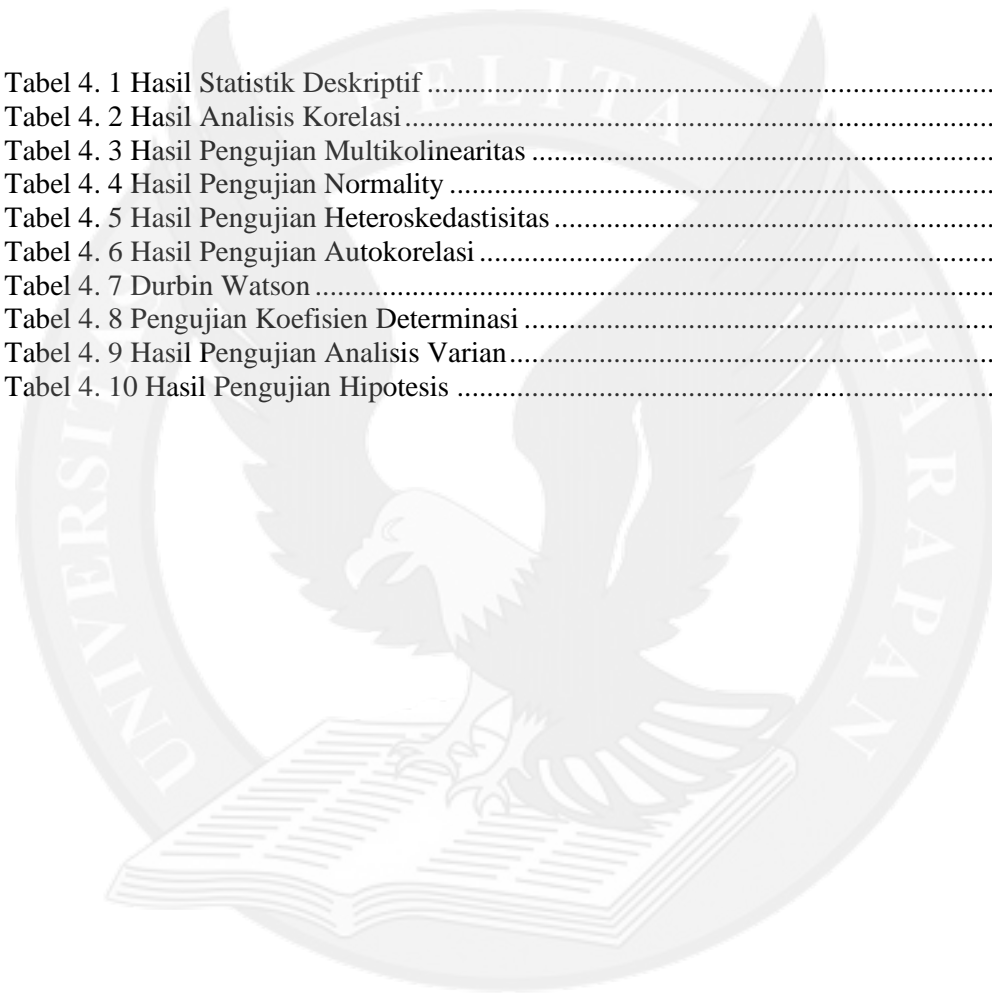 Tabel 4. 1 Hasil Statistik Deskriptif ...............................................................................................
Tabel 4. 2 Hasil Analisis Korelasi ...................................................................................................
Tabel 4. 3 Hasil Pengujian Multikolinearitas ..............................................................................
Tabel 4. 4 Hasil Pengujian Normality ............................................................................................
Tabel 4. 5 Hasil Pengujian Heteroskedastisitas ..........................................................................
Tabel 4. 6 Hasil Pengujian Autokorelasi .......................................................................................
Tabel 4. 7 Durbin Watson ..................................................................................................................
Tabel 4. 8 Pengujian Koefisien Determinasi ...............................................................................
Tabel 4. 9 Hasil Pengujian Analisis Varian ..................................................................................
Tabel 4. 10 Hasil Pengujian Hipotesis ...........................................................................................
UNIVERSITAS PELITA HARAPAN